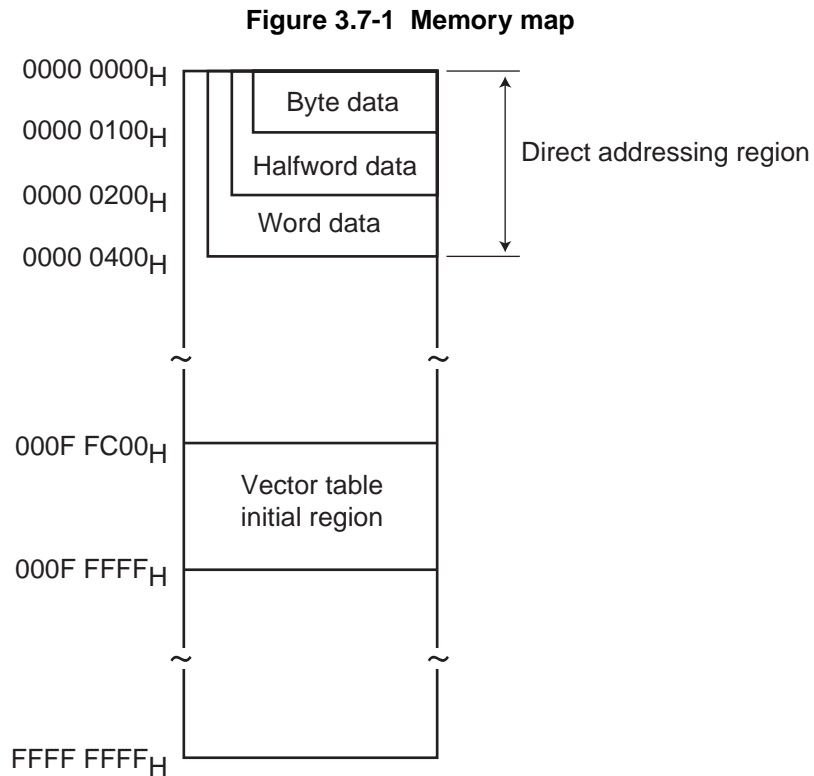 Figure 3.7-1 Memory map
0000 0000H
Byte data
0000 0100H
Direct addressing region
Halfword data
0000 0200H
Word data
0000 0400H
~ ~
000F FC00H
Vector table
initial region
000F FFFFH
~ ~
FFFF FFFFH